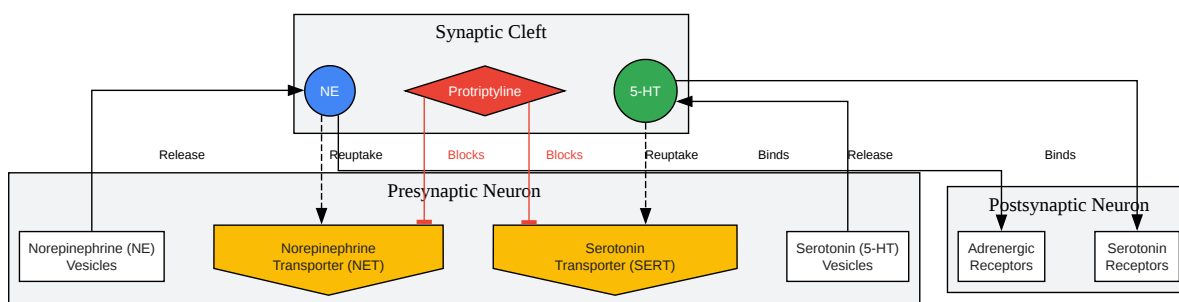 Synaptic Cleft
NE
Protriptyline
5-HT
Release
Reuptake
Blocks
Blocks
Reuptake
Binds
Release
Binds
Presynaptic Neuron
Postsynaptic Neuron
Norepinephrine (NE)
Vesicles
Norepinephrine
Transporter (NET)
Serotonin
Transporter (SERT)
Serotonin (5-HT)
Vesicles
Adrenergic
Receptors
Serotonin
Receptors